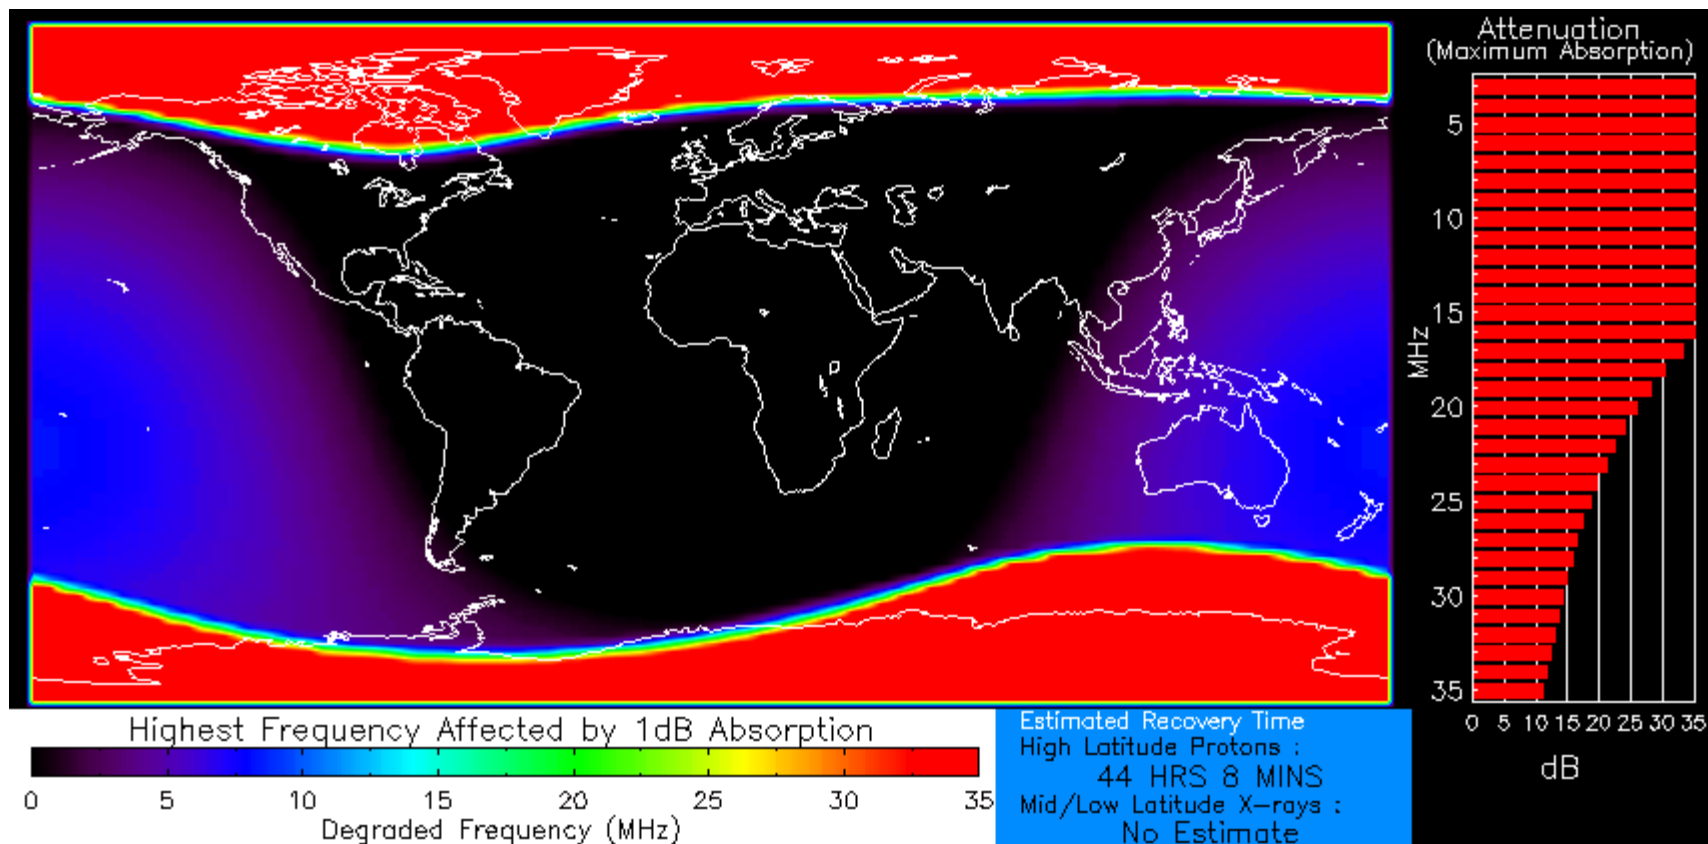 Attenuation
(Maximum Absorption)
5
10
15
20
25
30
35
MHz
0 5 10 15 20 25 30 35
dB
Highest Frequency Affected by 1dB Absorption
0 5 10 15 20 25 30 35
Degraded Frequency (MHz)
Estimated Recovery Time
High Latitude Protons :
44 HRS 8 MINS
Mid/Low Latitude X-rays :
No Estimate